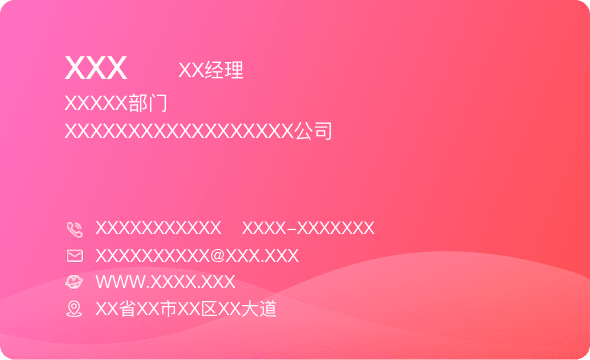 XXX XX经理
XXXXX部门
XXXXXXXXXXXXXXXXXX公司
XXXXXXXXXXX XXXX-XXXXXXX
XXXXXXXXXX@XXX.XXX
WWW.XXXX.XXX
XX省XX市XX区XX大道